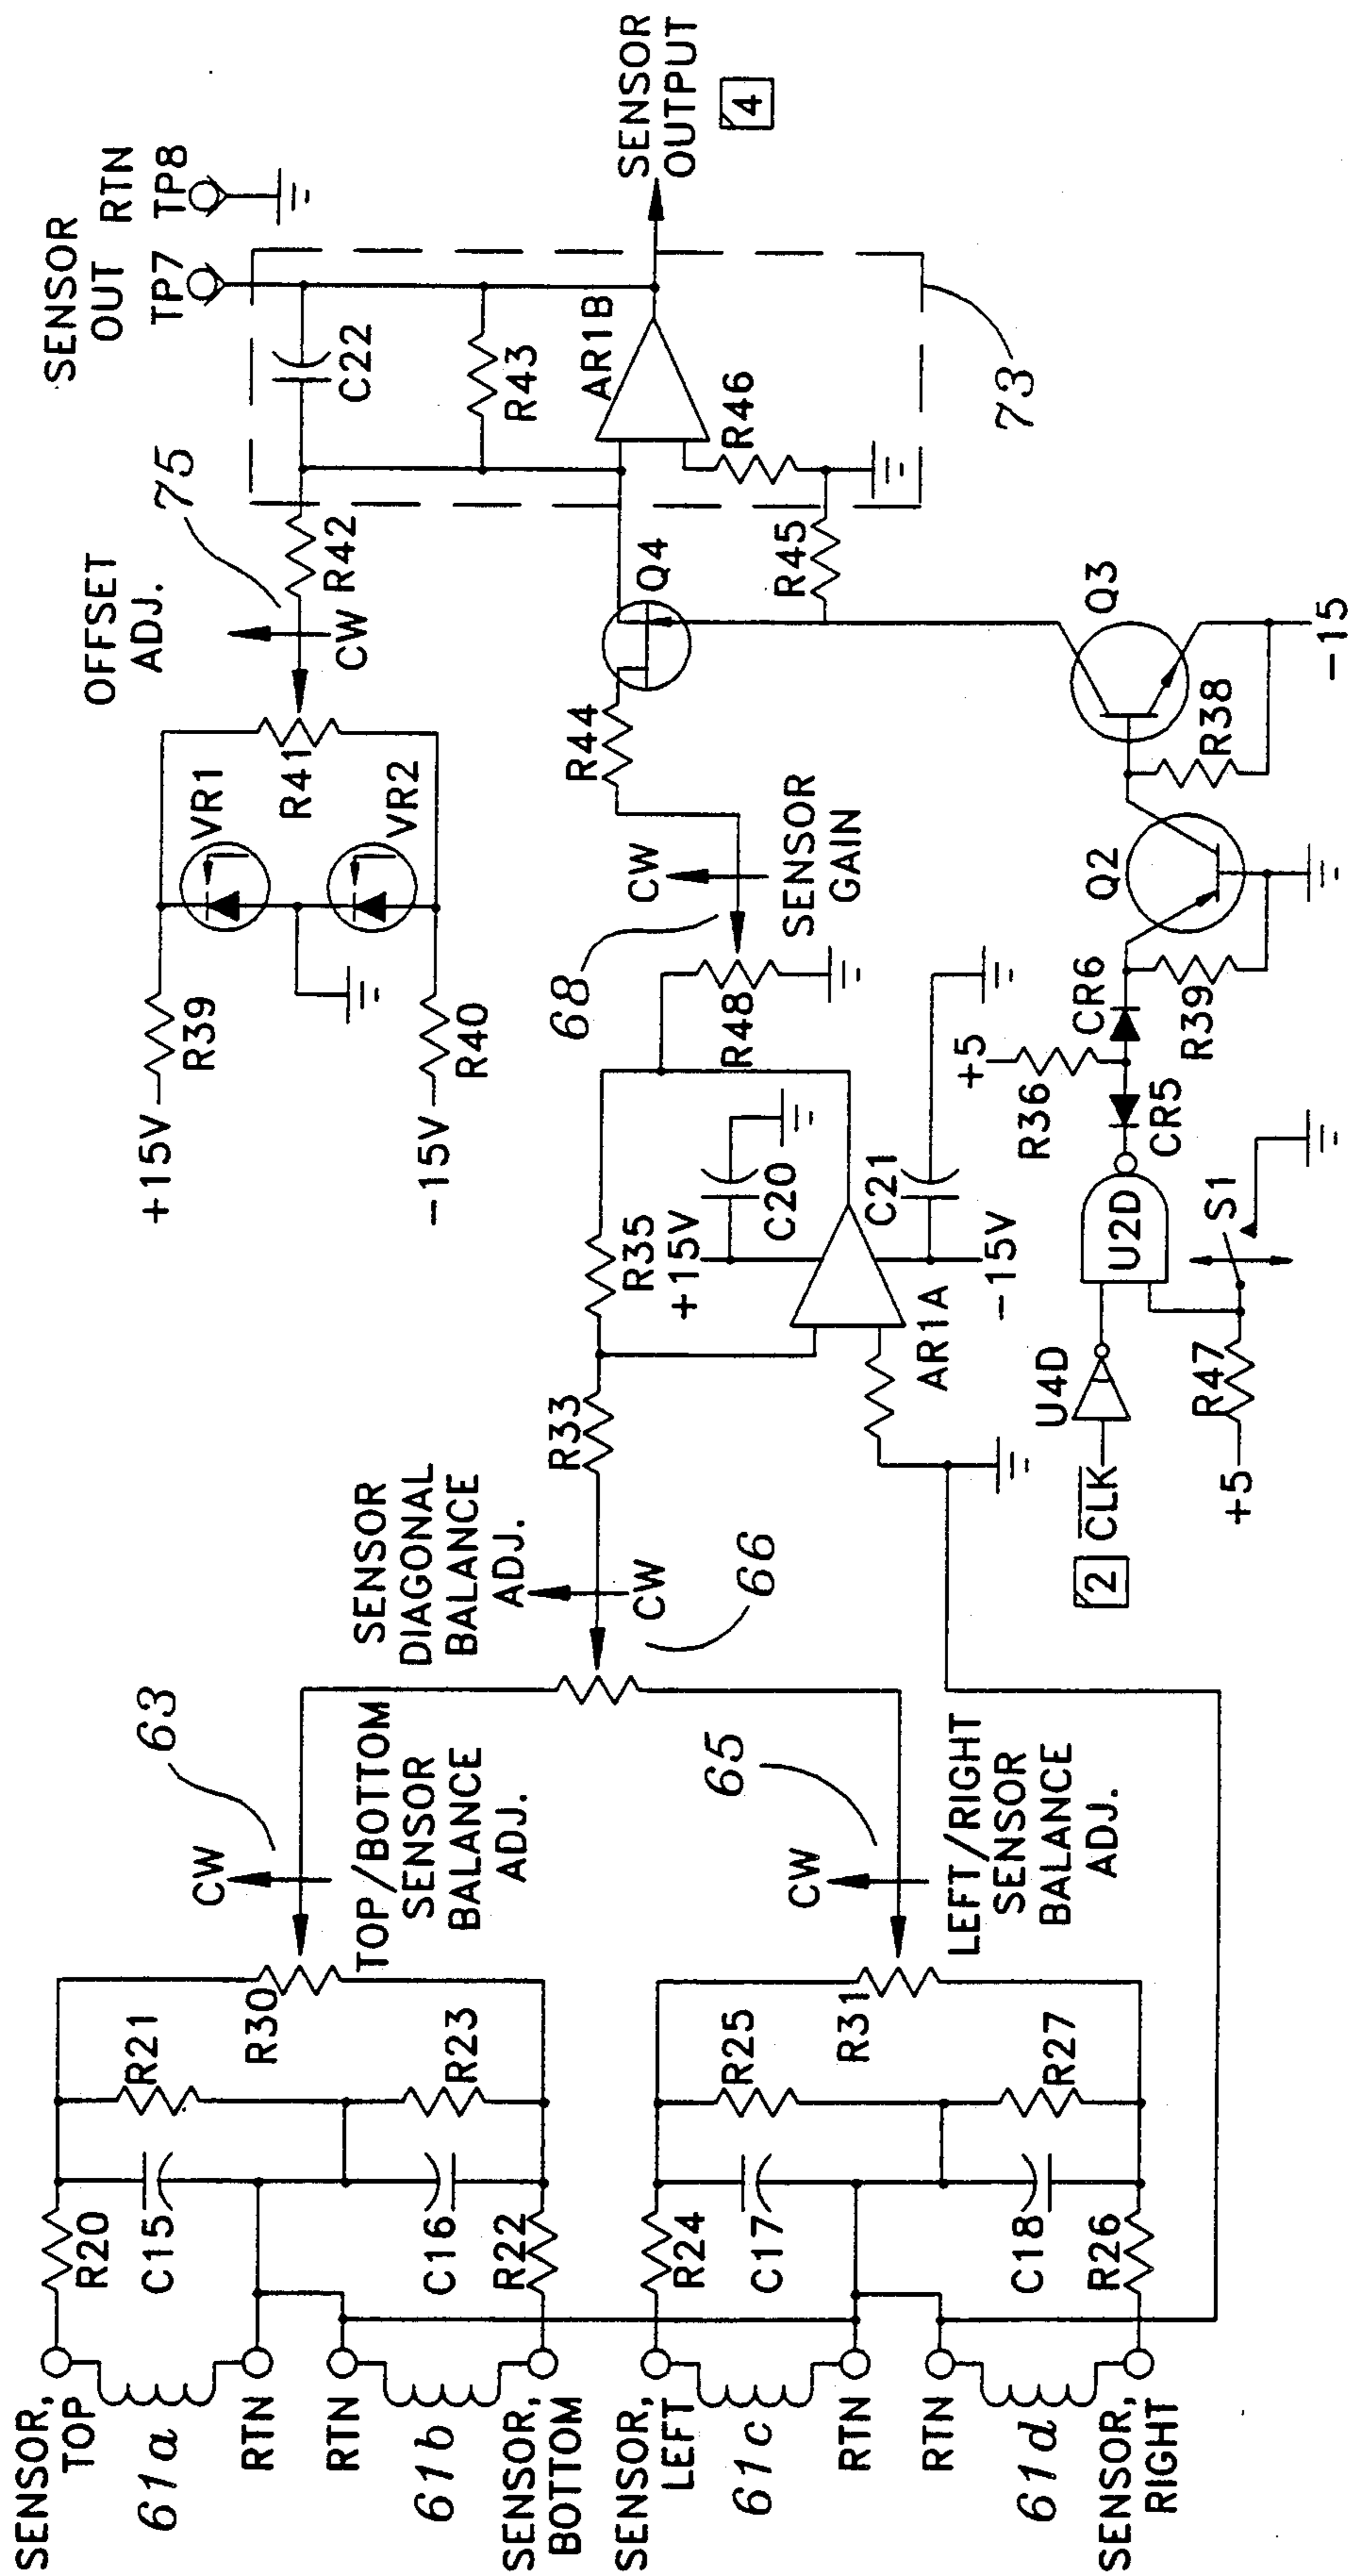 SENSOR,
TOP
61a
RTN
RTN
61b
SENSOR,
BOTTOM
SENSOR,
LEFT
61c
RTN
RTN
61d
SENSOR,
RIGHT
R20
C15
C16
R22
R24
C17
C18
R26
R21
R30
R23
R25
R31
R27
CW
63
TOP/BOTTOM
SENSOR
BALANCE
ADJ.
CW
65
LEFT/RIGHT
SENSOR
BALANCE
ADJ.
SENSOR
DIAGONAL
BALANCE
ADJ.
CW
66
R33
R35
+15V
C20
AR1A
C21
-15V
2
CLK
U4D
U2D
+5
R47
S1
CR5
R36
+5
CR6
R39
Q2
R38
Q3
-15
+15V
R39
-15V
R40
VR1
VR2
R41
OFFSET
ADJ.
75
CW
R42
68
R48
CW
SENSOR
GAIN
R44
Q4
R45
C22
R43
AR1B
R46
73
SENSOR
OUT
RTN
TP7
TP8
SENSOR
OUTPUT
4